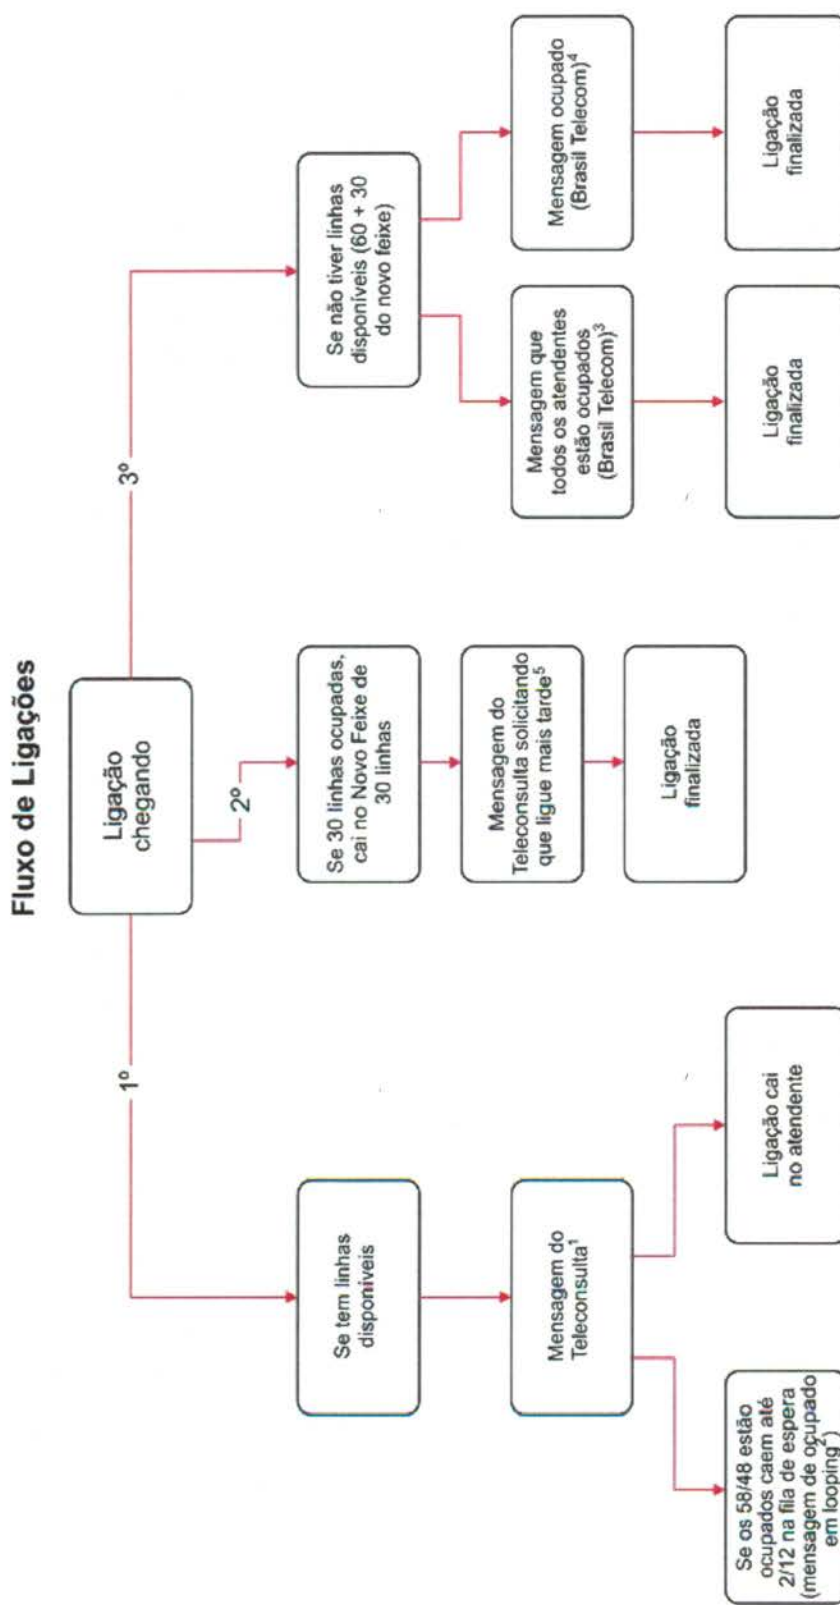 Fluxo de Ligações
Ligação
chegando
1º
2º
3º
Se tem linhas
disponíveis
Mensagem do
Teleconsulta¹
Se os 58/48 estão
ocupados caem até
2/12 na fila de espera
(mensagem de ocupado
em looping²)
Ligação cai
no atendente
Se 30 linhas ocupadas,
cai no Novo Feixe de
30 linhas
Mensagem do
Teleconsulta solicitando
que ligue mais tarde⁵
Ligação
finalizada
Se não tiver linhas
disponíveis (60 + 30
do novo feixe)
Mensagem que
todos os atendentes
estão ocupados
(Brasil Telecom)³
Ligação
finalizada
Mensagem ocupado
(Brasil Telecom)⁴
Ligação
finalizada